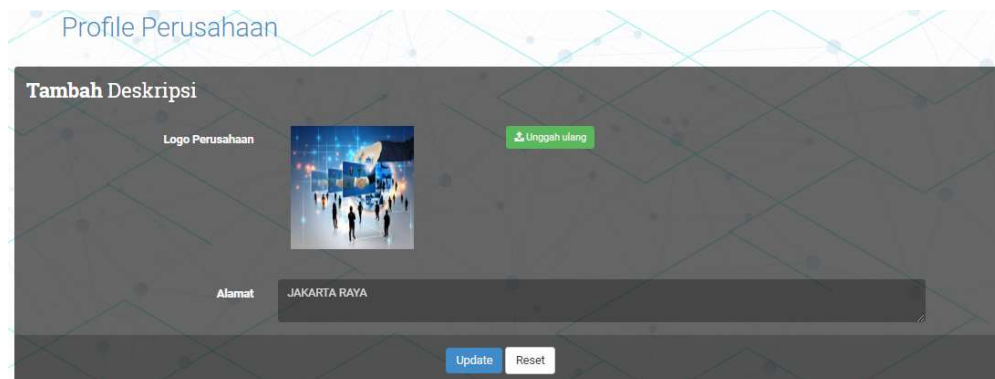 Profile Perusahaan
Tambah Deskripsi
Logo Perusahaan
Unggah ulang
Alamat
JAKARTA RAYA
Update
Reset